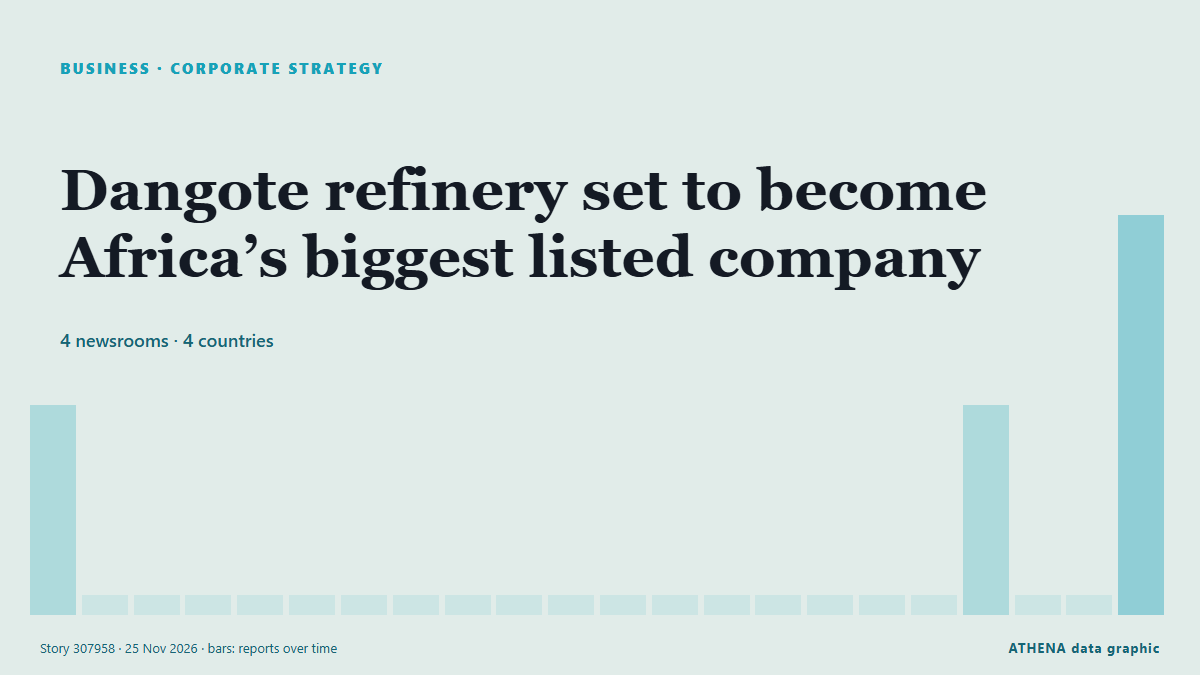 BUSINESS · CORPORATE STRATEGY
Dangote refinery set to become
Africa’s biggest listed company
4 newsrooms · 4 countries
Story 307958 · 25 Nov 2026 · bars: reports over time
ATHENA data graphic